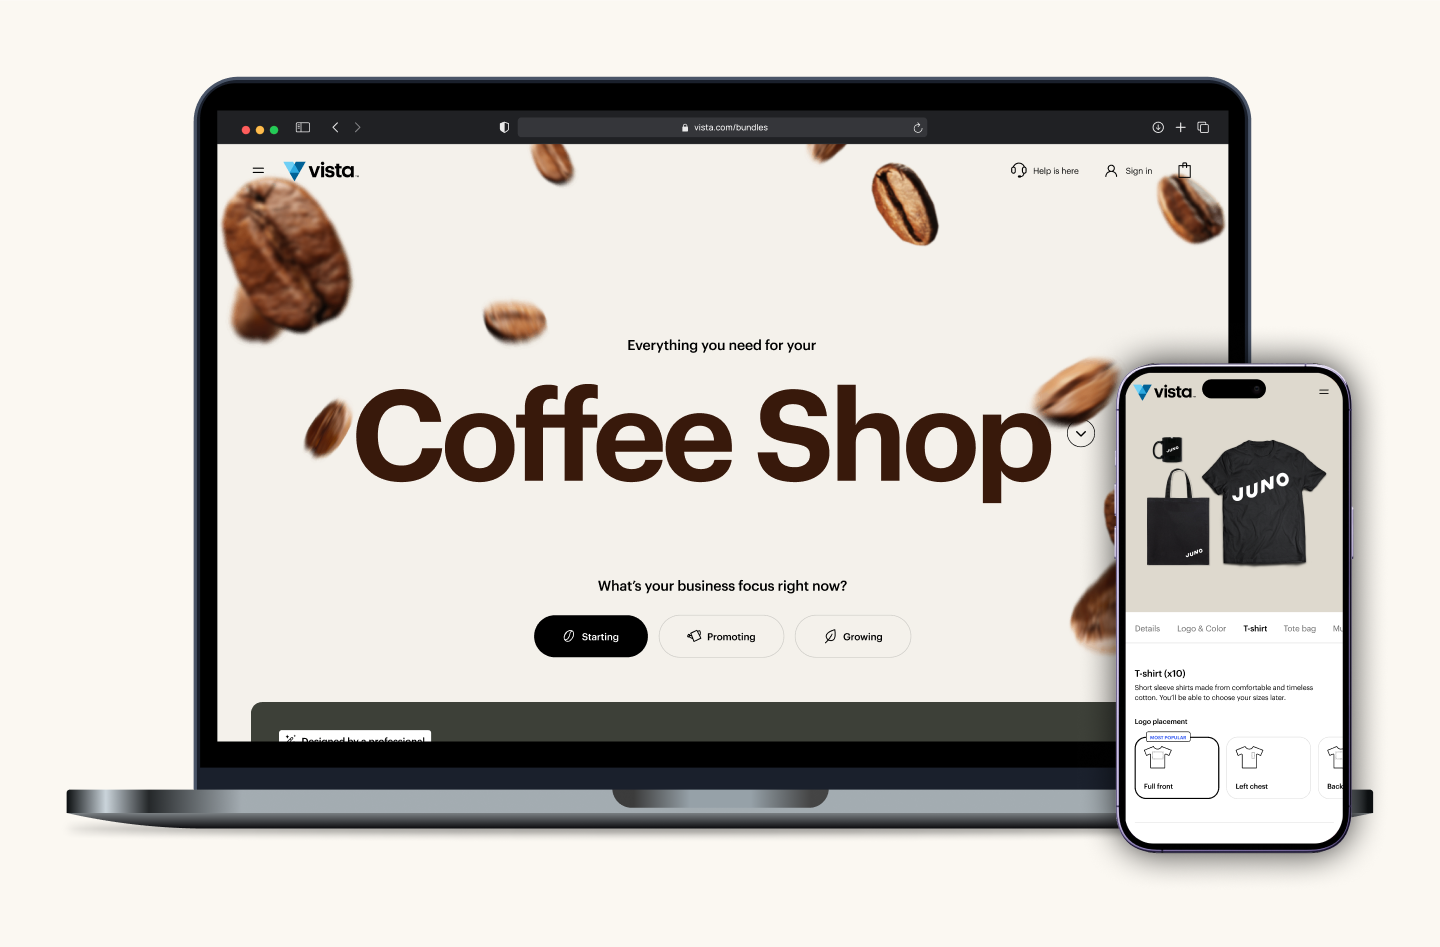 vista.com/bundles
vista™
Help is here
Sign in
Everything you need for your
Coffee Shop
What's your business focus right now?
Starting
Promoting
Growing
Designed by a professional
vista™
JUNO
JUNO
JUNO
Details
Logo & Color
T-shirt
Tote bag
Mu
T-shirt (x10)
Short sleeve shirts made from comfortable and timeless
cotton. You'll be able to choose your sizes later.
Logo placement
MOST POPULAR
Full front
Left chest
Back